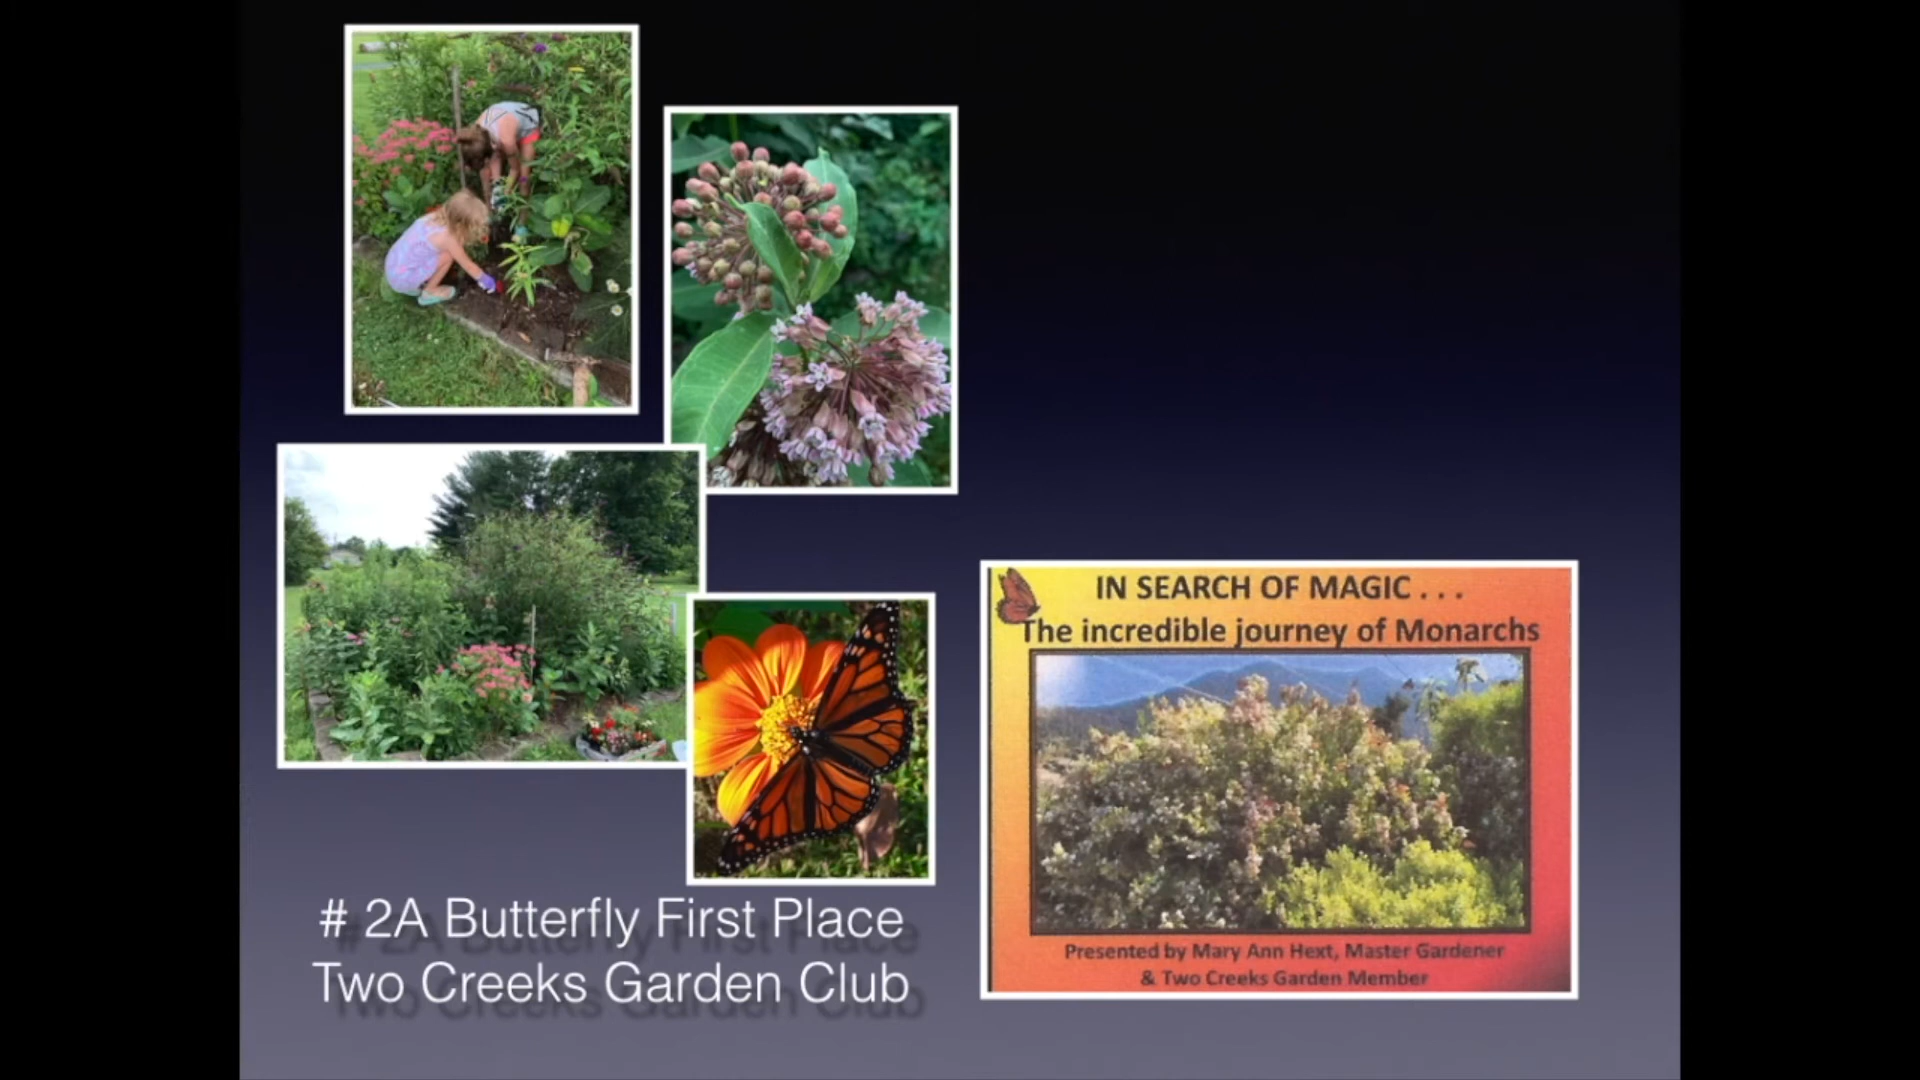 # 2A Butterfly First Place
Two Creeks Garden Club
IN SEARCH OF MAGIC . . .
The incredible journey of Monarchs
Presented by Mary Ann Hext, Master Gardener
& Two Creeks Garden Member